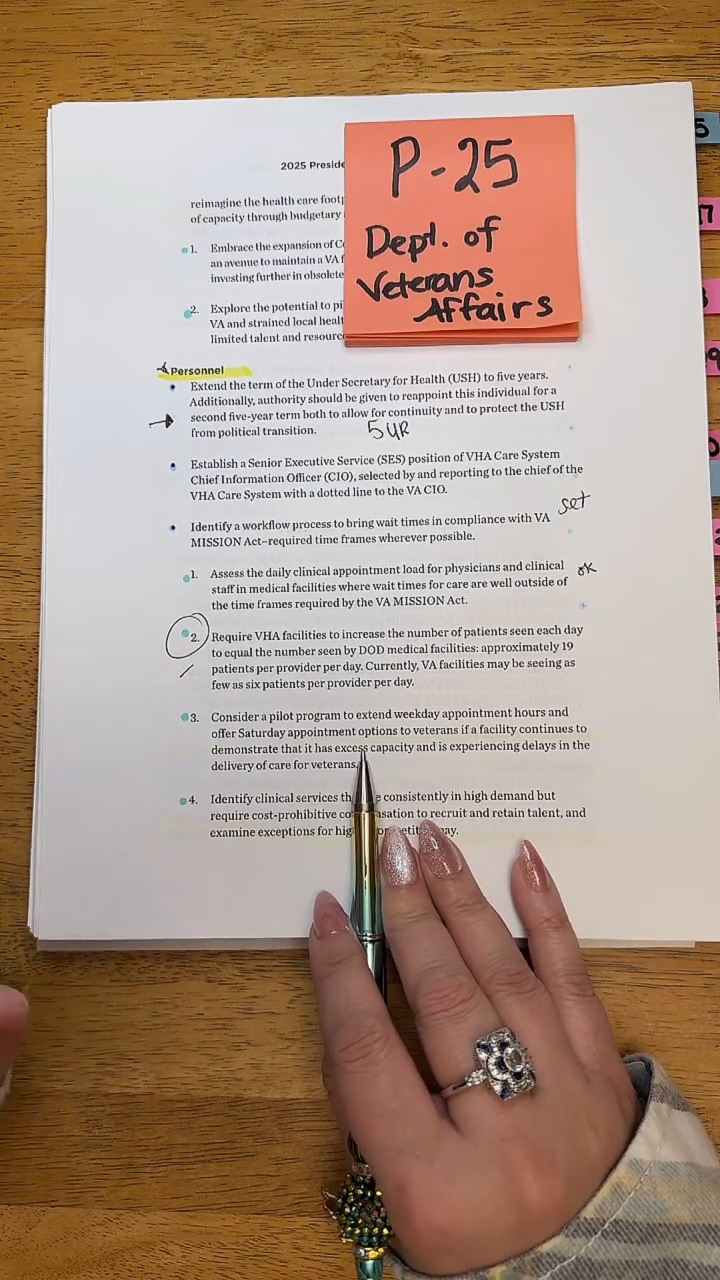 2025 Preside
P-25
Dept. of
Veterans
Affairs
reimagine the health care foot
of capacity through budgetary
1. Embrace the expansion of C
an avenue to maintain a VA f
investing further in obsolete
2. Explore the potential to pi
VA and strained local healt
limited talent and resourc
Personnel
• Extend the term of the Under Secretary for Health (USH) to five years.
Additionally, authority should be given to reappoint this individual for a
second five-year term both to allow for continuity and to protect the USH
from political transition.
5 YR
• Establish a Senior Executive Service (SES) position of VHA Care System
Chief Information Officer (CIO), selected by and reporting to the chief of the
VHA Care System with a dotted line to the VA CIO.
set
• Identify a workflow process to bring wait times in compliance with VA
MISSION Act–required time frames wherever possible.
1. Assess the daily clinical appointment load for physicians and clinical ok
staff in medical facilities where wait times for care are well outside of
the time frames required by the VA MISSION Act.
2. Require VHA facilities to increase the number of patients seen each day
to equal the number seen by DOD medical facilities: approximately 19
patients per provider per day. Currently, VA facilities may be seeing as
few as six patients per provider per day.
3. Consider a pilot program to extend weekday appointment hours and
offer Saturday appointment options to veterans if a facility continues to
demonstrate that it has excess capacity and is experiencing delays in the
delivery of care for veterans.
4. Identify clinical services th e consistently in high demand but
require cost-prohibitive co nsation to recruit and retain talent, and
examine exceptions for hig ompetit ay.
5
7
9